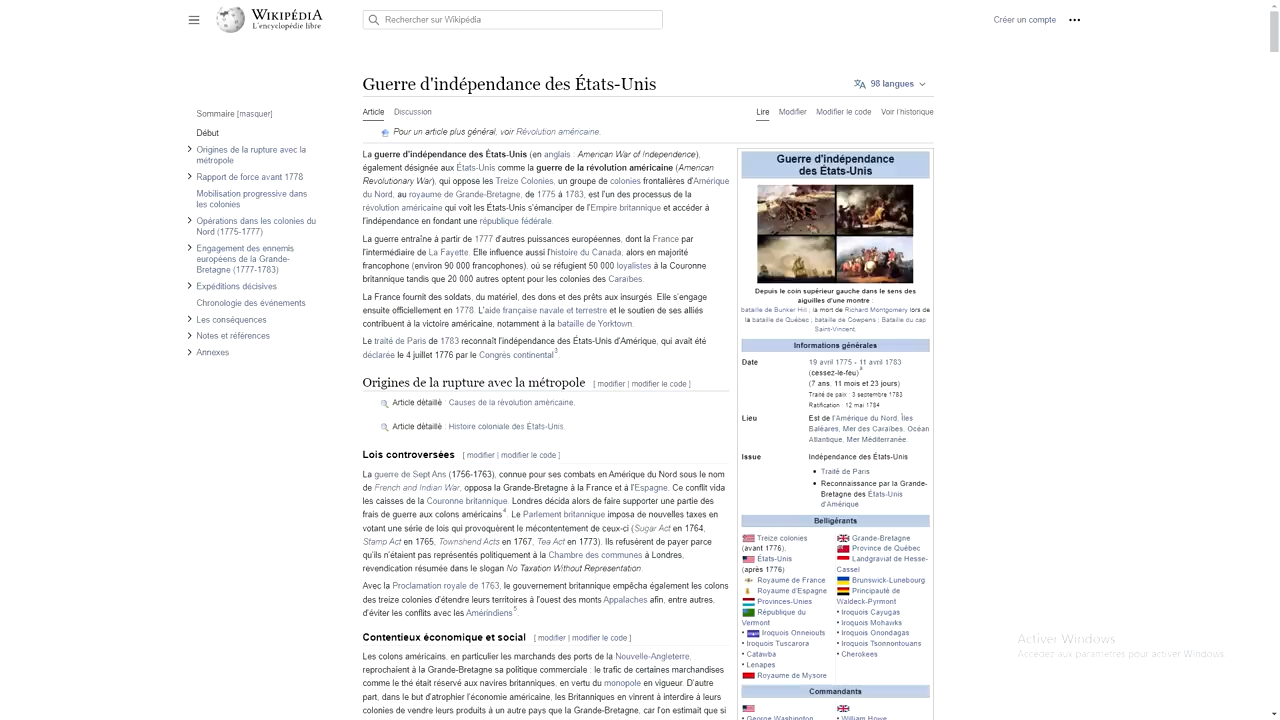 WIKIPÉDIA
L'encyclopédie libre
Rechercher sur Wikipédia
Créer un compte
Guerre d'indépendance des États-Unis
98 langues
Article Discussion
Lire Modifier Modifier le code Voir l'historique
Sommaire [masquer]
Début
Origines de la rupture avec la
métropole
Rapport de force avant 1778
Mobilisation progressive dans
les colonies
Opérations dans les colonies du
Nord (1775-1777)
Engagement des ennemis
européens de la Grande-
Bretagne (1777-1783)
Expéditions décisives
Chronologie des événements
Les conséquences
Notes et références
Annexes
Pour un article plus général, voir Révolution américaine.
La guerre d'indépendance des États-Unis (en anglais : American War of Independence),
également désignée aux États-Unis comme la guerre de la révolution américaine (American
Revolutionary War), qui oppose les Treize Colonies, un groupe de colonies frontalières d'Amérique
du Nord, au royaume de Grande-Bretagne, de 1775 à 1783, est l'un des processus de la
révolution américaine qui voit les États-Unis s'émanciper de l'Empire britannique et accéder à
l'indépendance en fondant une république fédérale.
La guerre entraîne à partir de 1777 d'autres puissances européennes, dont la France par
l'intermédiaire de La Fayette. Elle influence aussi l'histoire du Canada, alors en majorité
francophone (environ 90 000 francophones), où se réfugient 50 000 loyalistes à la Couronne
britannique tandis que 20 000 autres optent pour les colonies des Caraïbes.
La France fournit des soldats, du matériel, des dons et des prêts aux insurgés. Elle s'engage
ensuite officiellement en 1778. L'aide française navale et terrestre et le soutien de ses alliés
contribuent à la victoire américaine, notamment à la bataille de Yorktown.
Le traité de Paris de 1783 reconnaît l'indépendance des États-Unis d'Amérique, qui avait été
déclarée le 4 juillet 1776 par le Congrès continental3.
Origines de la rupture avec la métropole [ modifier | modifier le code ]
Article détaillé : Causes de la révolution américaine.
Article détaillé : Histoire coloniale des États-Unis.
Lois controversées [ modifier | modifier le code ]
La guerre de Sept Ans (1756-1763), connue pour ses combats en Amérique du Nord sous le nom
de French and Indian War, opposa la Grande-Bretagne à la France et à l'Espagne. Ce conflit vida
les caisses de la Couronne britannique. Londres décida alors de faire supporter une partie des
frais de guerre aux colons américains4. Le Parlement britannique imposa de nouvelles taxes en
votant une série de lois qui provoquèrent le mécontentement de ceux-ci (Sugar Act en 1764,
Stamp Act en 1765, Townshend Acts en 1767, Tea Act en 1773). Ils refusèrent de payer parce
qu'ils n'étaient pas représentés politiquement à la Chambre des communes à Londres,
revendication résumée dans le slogan No Taxation Without Representation
Avec la Proclamation royale de 1763, le gouvernement britannique empêcha également les colons
des treize colonies d'étendre leurs territoires à l'ouest des monts Appalaches afin, entre autres,
d'éviter les conflits avec les Amérindiens5.
Contentieux économique et social [ modifier | modifier le code ]
Les colons américains, en particulier les marchands des ports de la Nouvelle-Angleterre,
reprochaient à la Grande-Bretagne sa politique commerciale : le trafic de certaines marchandises
comme le thé était réservé aux navires britanniques, en vertu du monopole en vigueur. D'autre
part, dans le but d'atrophier l'économie américaine, les Britanniques en vinrent à interdire à leurs
colonies de vendre leurs produits à un autre pays que la Grande-Bretagne, car l'on estimait que si
Guerre d'indépendance
des États-Unis
Depuis le coin supérieur gauche dans le sens des
aiguilles d'une montre :
bataille de Bunker Hill ; la mort de Richard Montgomery lors de
la bataille de Québec ; bataille de Cowpens ; Bataille du cap
Saint-Vincent.
Informations générales
Date 19 avril 1775 - 11 avril 1783
(cessez-le-feu)a
(7 ans, 11 mois et 23 jours)
Traité de paix : 3 septembre 1783
Ratification : 12 mai 1784
Lieu Est de l'Amérique du Nord, Îles
Baléares, Mer des Caraïbes, Océan
Atlantique, Mer Méditerranée.
Issue Indépendance des États-Unis
• Traité de Paris
• Reconnaissance par la Grande-
Bretagne des États-Unis
d'Amérique
Belligérants
Treize colonies
(avant 1776),
États-Unis
(après 1776)
Royaume de France
Royaume d'Espagne
Provinces-Unies
République du
Vermont
• Iroquois Onneiouts
• Iroquois Tuscarora
• Catawba
• Lenapes
Royaume de Mysore
Grande-Bretagne
Province de Québec
Landgraviat de Hesse-
Cassel
Brunswick-Lunebourg
Principauté de
Waldeck-Pyrmont
• Iroquois Cayugas
• Iroquois Mohawks
• Iroquois Onondagas
• Iroquois Tsonnontouans
• Cherokees
Commandants
• George Washington
• William Howe
Activer Windows
Accédez aux paramètres pour activer Windows.